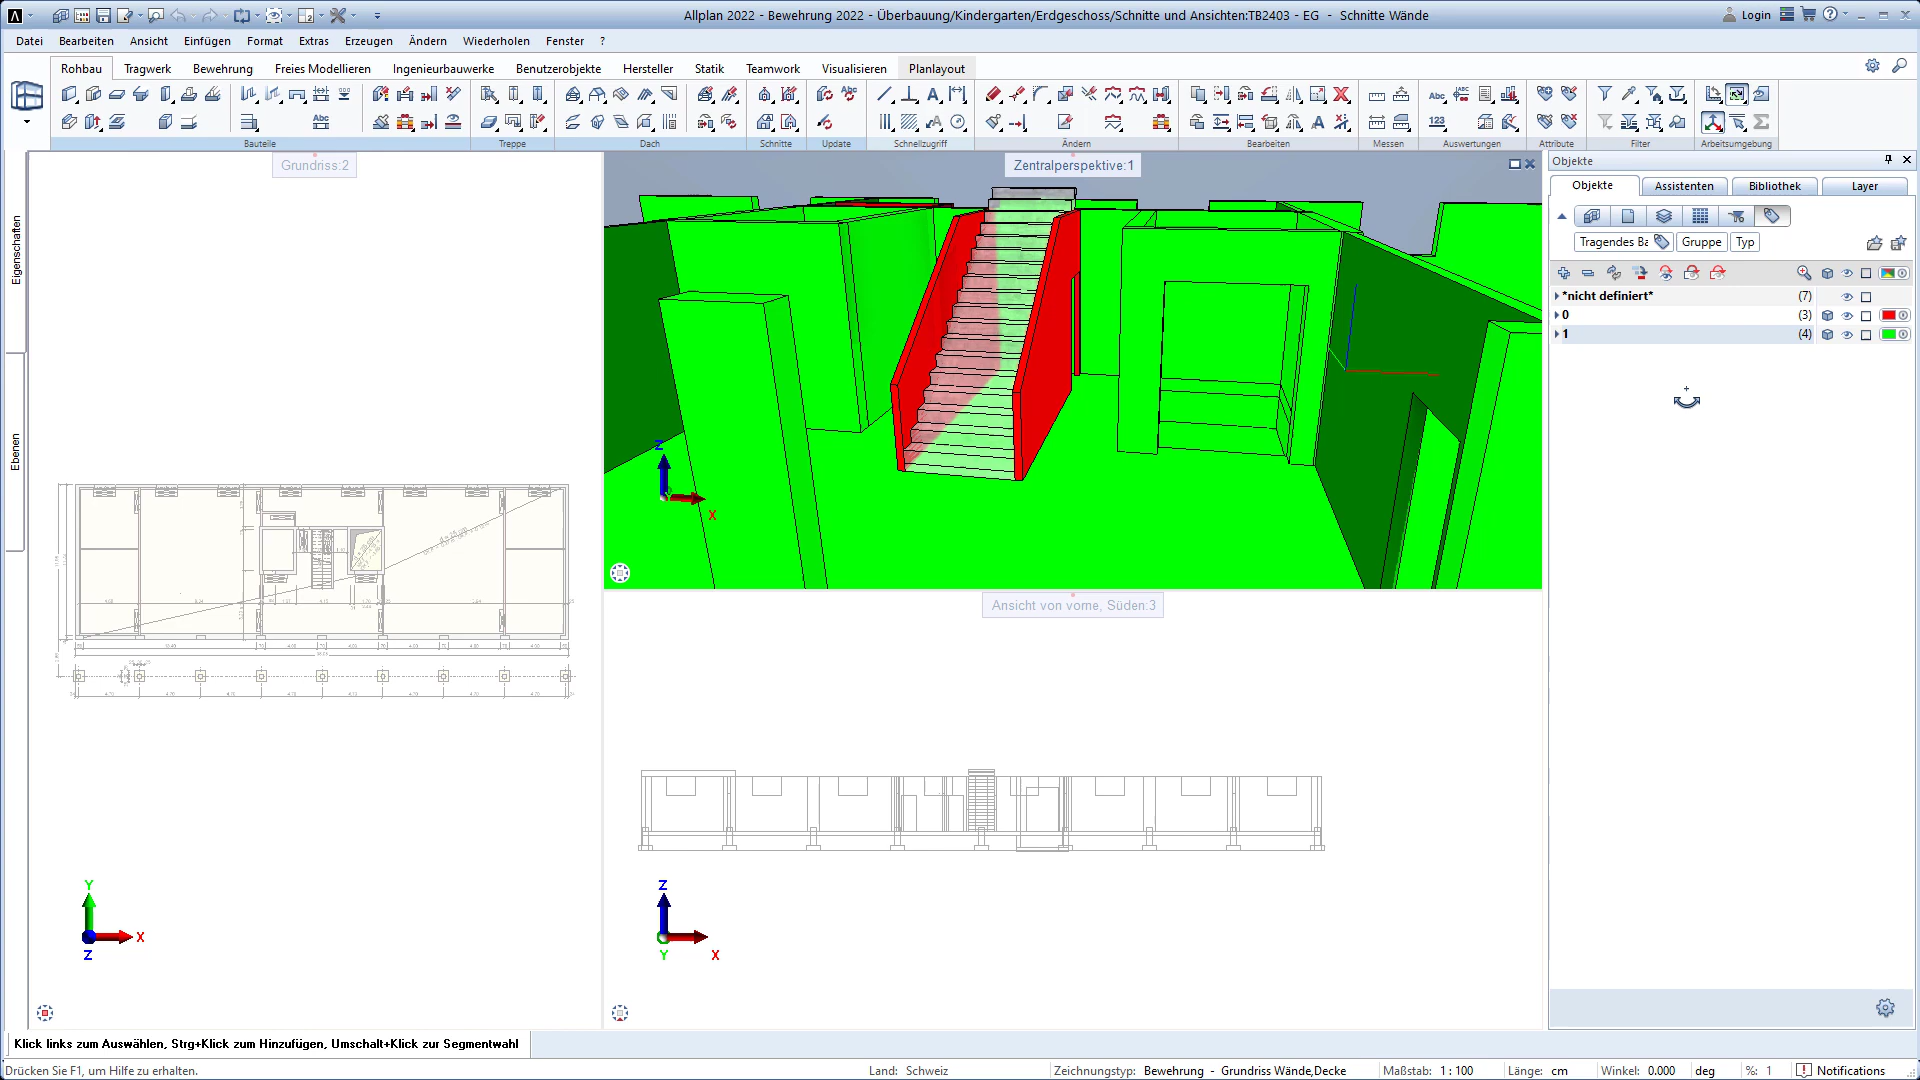 Allplan 2022 - Bewehrung 2022 - Überbauung/Kindergarten/Erdgeschoss/Schnitte und Ansichten:TB2403 - EG - Schnitte Wände
Login
Datei Bearbeiten Ansicht Einfügen Format Extras Erzeugen Ändern Wiederholen Fenster ?
Rohbau Tragwerk Bewehrung Freies Modellieren Ingenieurbauwerke Benutzerobjekte Hersteller Statik Teamwork Visualisieren Planlayout
Bauteile Treppe Dach Schnitte Update Schnellzugriff Ändern Bearbeiten Messen Auswertungen Attribute Filter Arbeitsumgebung
Eigenschaften
Ebenen
Grundriss:2
Zentralperspektive:1
Ansicht von vorne, Süden:3
Z
X
Y
X
Z
Z
Y
X
Objekte
Objekte Assistenten Bibliothek Layer
Tragendes Ba Gruppe Typ
*nicht definiert* (7)
0 (3)
1 (4)
Klick links zum Auswählen, Strg+Klick zum Hinzufügen, Umschalt+Klick zur Segmentwahl
Drücken Sie F1, um Hilfe zu erhalten. Land: Schweiz Zeichnungstyp: Bewehrung - Grundriss Wände,Decke Maßstab: 1 : 100 Länge: cm Winkel: 0.000 deg %: 1 Notifications